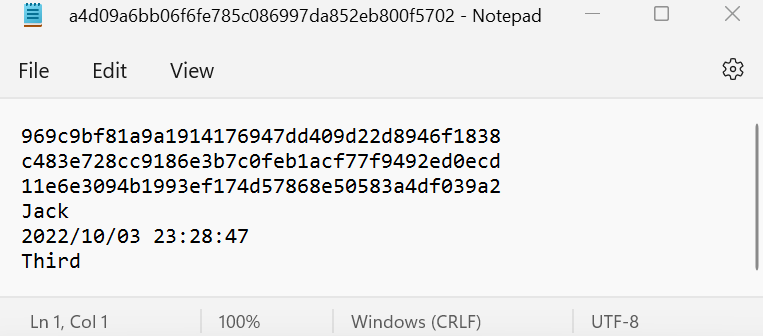 a4d09a6bb06f6fe785c086997da852eb800f5702 - Notepad
File Edit View
969c9bf81a9a1914176947dd409d22d8946f1838
c483e728cc9186e3b7c0feb1acf77f9492ed0ecd
11e6e3094b1993ef174d57868e50583a4df039a2
Jack
2022/10/03 23:28:47
Third
Ln 1, Col 1 100% Windows (CRLF) UTF-8